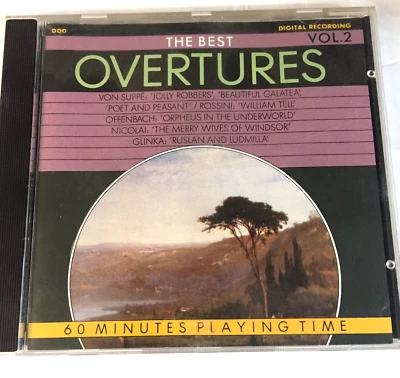 DDD
DIGITAL RECORDING
THE BEST
VOL.2
OVERTURES
VON SUPPÉ: 'JOLLY ROBBERS', 'BEAUTIFUL GALATEA',
'POET AND PEASANT' / ROSSINI: 'WILLIAM TELL'
OFFENBACH: 'ORPHEUS IN THE UNDERWORLD'
NICOLAI: 'THE MERRY WIVES OF WINDSOR'
GLINKA: 'RUSLAN AND LUDMILLA'
60 MINUTES PLAYING TIME